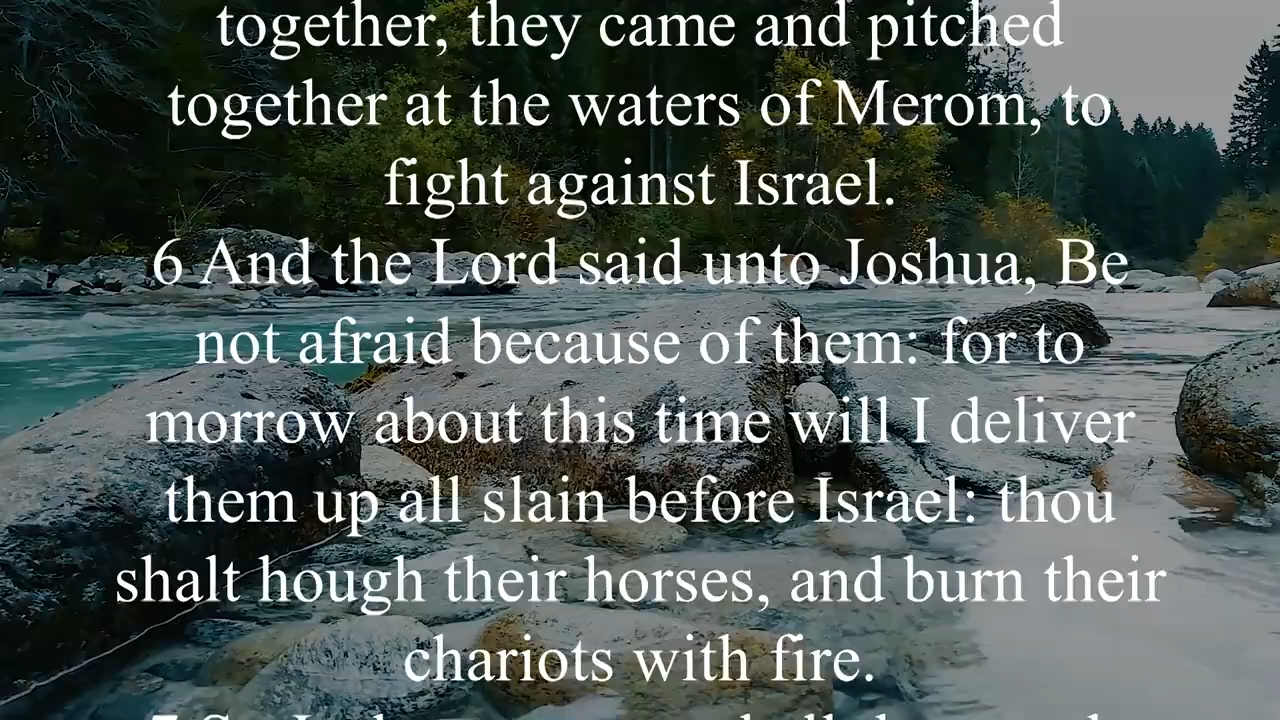 together, they came and pitched
together at the waters of Merom, to
fight against Israel.
6 And the Lord said unto Joshua, Be
not afraid because of them: for to
morrow about this time will I deliver
them up all slain before Israel: thou
shalt hough their horses, and burn their
chariots with fire.